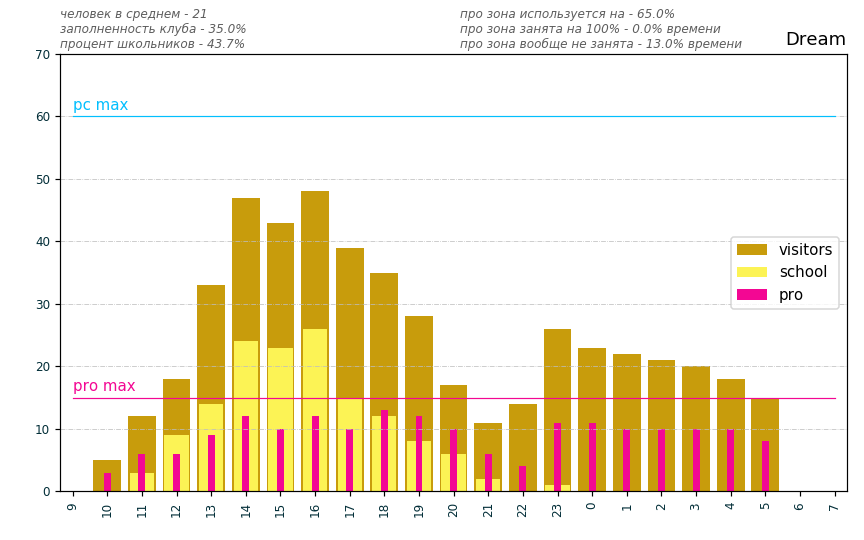 человек в среднем - 21
заполненность клуба - 35.0%
процент школьников - 43.7%
про зона используется на - 65.0%
про зона занята на 100% - 0.0% времени
про зона вообще не занята - 13.0% времени
Dream
70
pc max
60
50
40
visitors
school
pro
30
20
pro max
10
0
9 10 11 12 13 14 15 16 17 18 19 20 21 22 23 0 1 2 3 4 5 6 7